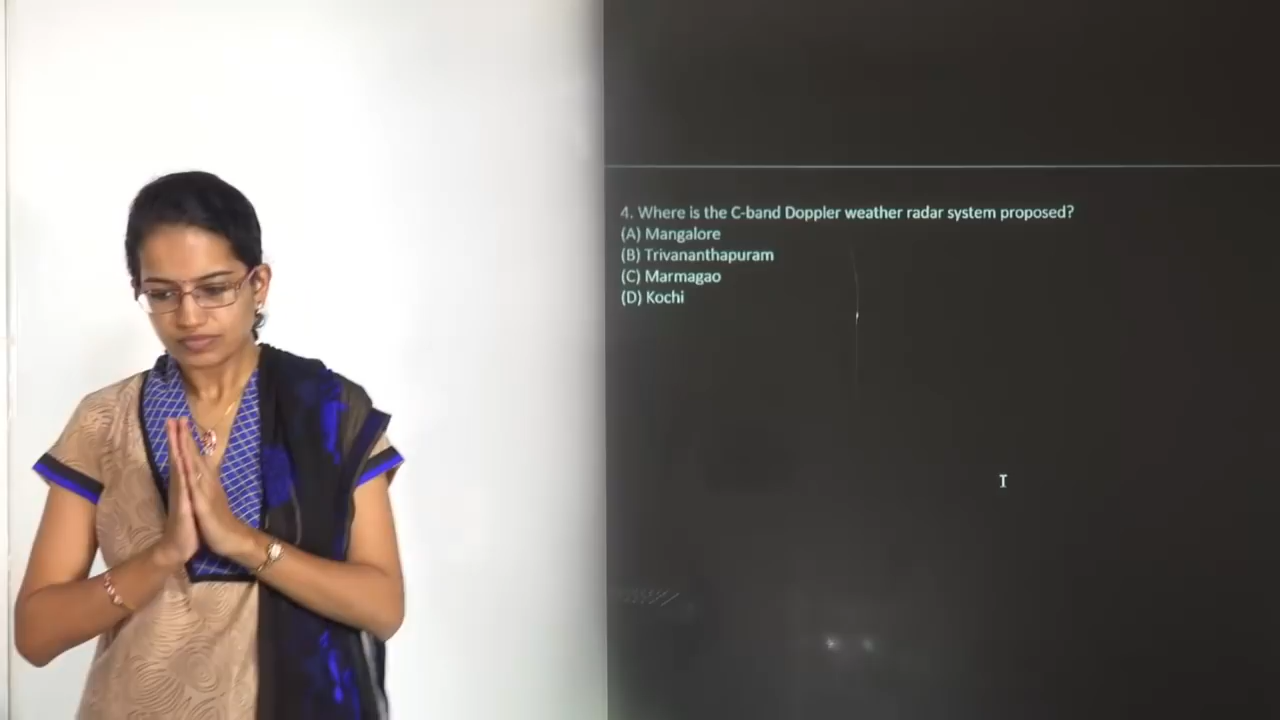 4. Where is the C-band Doppler weather radar system proposed?
(A) Mangalore
(B) Trivananthapuram
(C) Marmagao
(D) Kochi